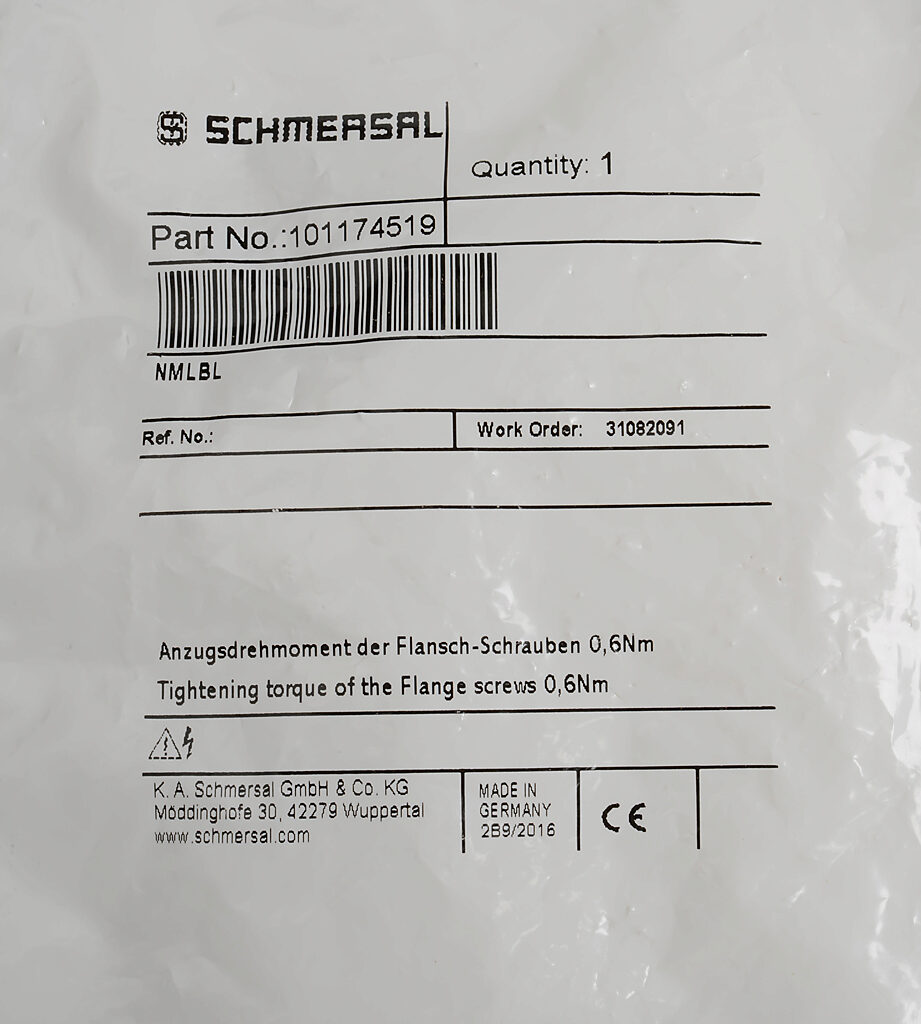 SCHMERSAL
Quantity: 1
Part No.:101174519
NMLBL
Ref. No.:
Work Order: 31082091
Anzugsdrehmoment der Flansch-Schrauben 0,6Nm
Tightening torque of the Flange screws 0,6Nm
K. A. Schmersal GmbH & Co. KG
Möddinghofe 30, 42279 Wuppertal
www.schmersal.com
MADE IN
GERMANY
2B9/2016
CE